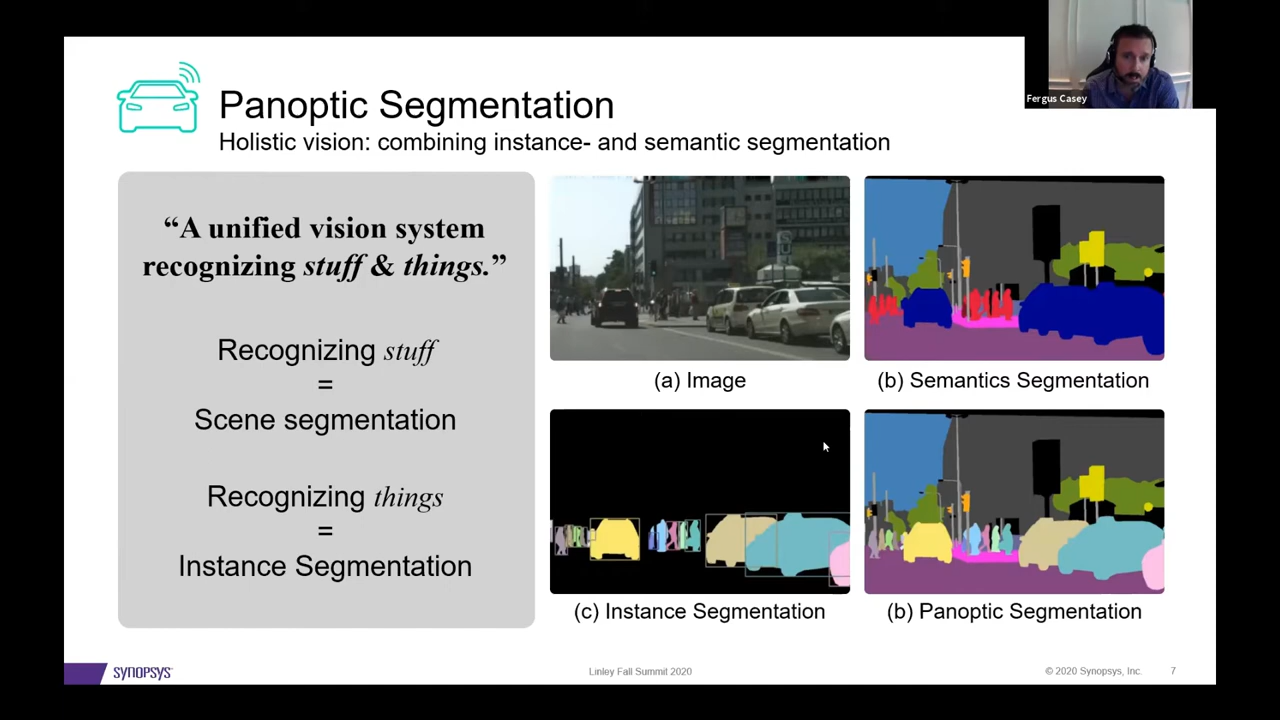 Fergus Casey
Panoptic Segmentation
Holistic vision: combining instance- and semantic segmentation
“A unified vision system
recognizing stuff & things.”
Recognizing stuff
=
Scene segmentation
Recognizing things
=
Instance Segmentation
(a) Image
(b) Semantics Segmentation
(c) Instance Segmentation
(b) Panoptic Segmentation
SYNOPSYS
Linley Fall Summit 2020
© 2020 Synopsys, Inc.
7